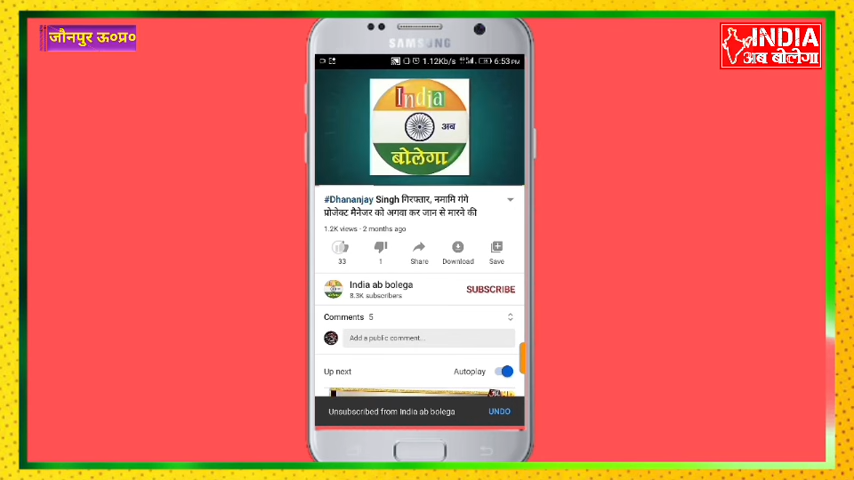 जौनपुर ऊ०प्र०
INDIA
अब बोलेगा
SAMSUNG
1.12Kb/s 6:53 PM
India
अब
बोलेगा
#Dhananjay Singh गिरफ्तार, नमामि गंगे
प्रोजेक्ट मैनेजर को अगवा कर जान से मारने की
1.2K views · 2 months ago
33 1 Share Download Save
India ab bolega SUBSCRIBE
8.3K subscribers
Comments 5
Add a public comment...
Up next Autoplay
Unsubscribed from India ab bolega UNDO